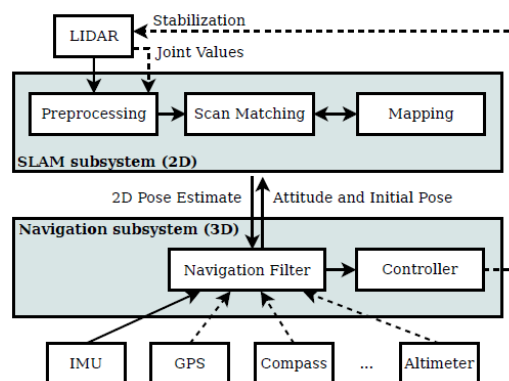 Stabilization
LIDAR
Joint Values
Preprocessing
Scan Matching
Mapping
SLAM subsystem (2D)
2D Pose Estimate
Attitude and Initial Pose
Navigation subsystem (3D)
Navigation Filter
Controller
IMU
GPS
Compass
...
Altimeter